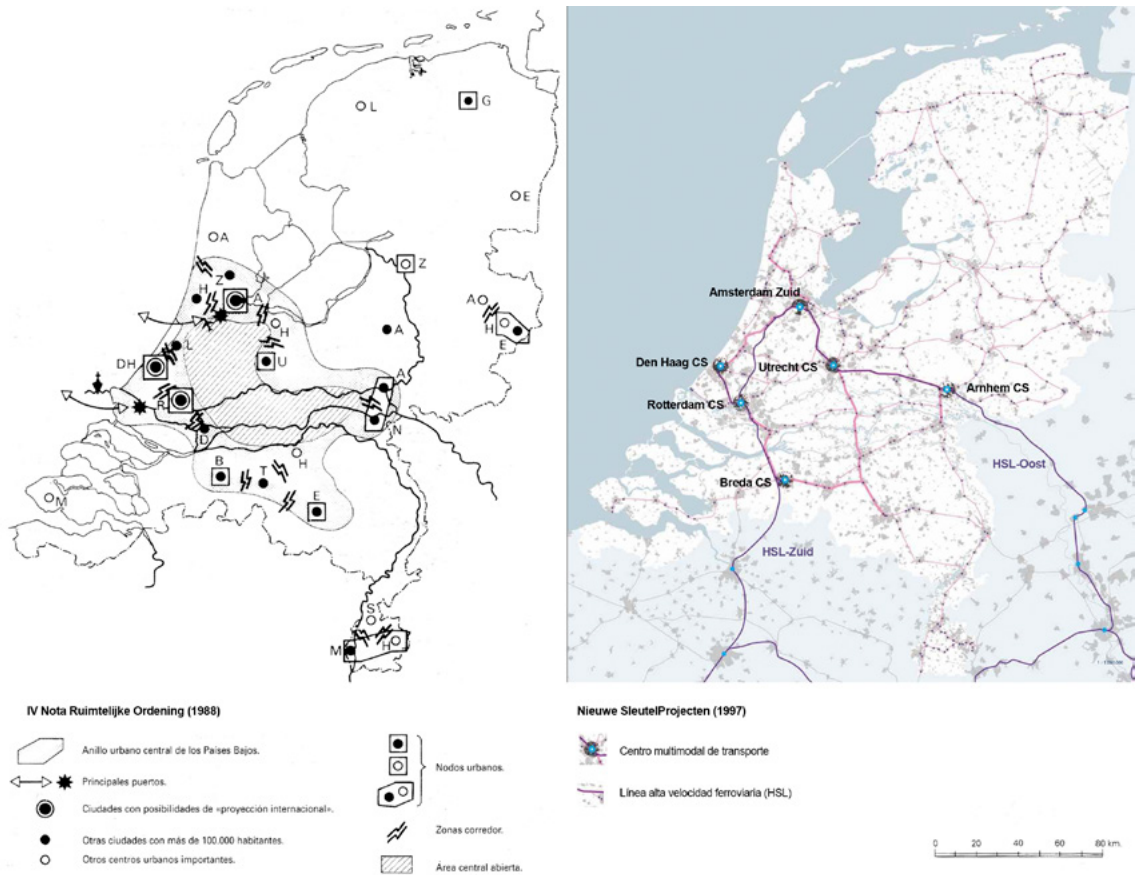 L
G
E
A
Z
Z
H
A
A
H
E
H
A
L
DH
U
A
R
N
D
H
B
T
E
M
S
M
H
Amsterdam Zuid
Den Haag CS
Utrecht CS
Rotterdam CS
Arnhem CS
HSL-Oost
Breda CS
HSL-Zuid
IV Nota Ruimtelijke Ordening (1988)
Anillo urbano central de los Países Bajos.
Principales puertos.
Ciudades con posibilidades de «proyección internacional».
Otras ciudades con más de 100.000 habitantes.
Otros centros urbanos importantes.
Nodos urbanos.
Zonas corredor.
Área central abierta.
Nieuwe SleutelProjecten (1997)
Centro multimodal de transporte
Línea alta velocidad ferroviaria (HSL)
0 20 40 60 80 km.